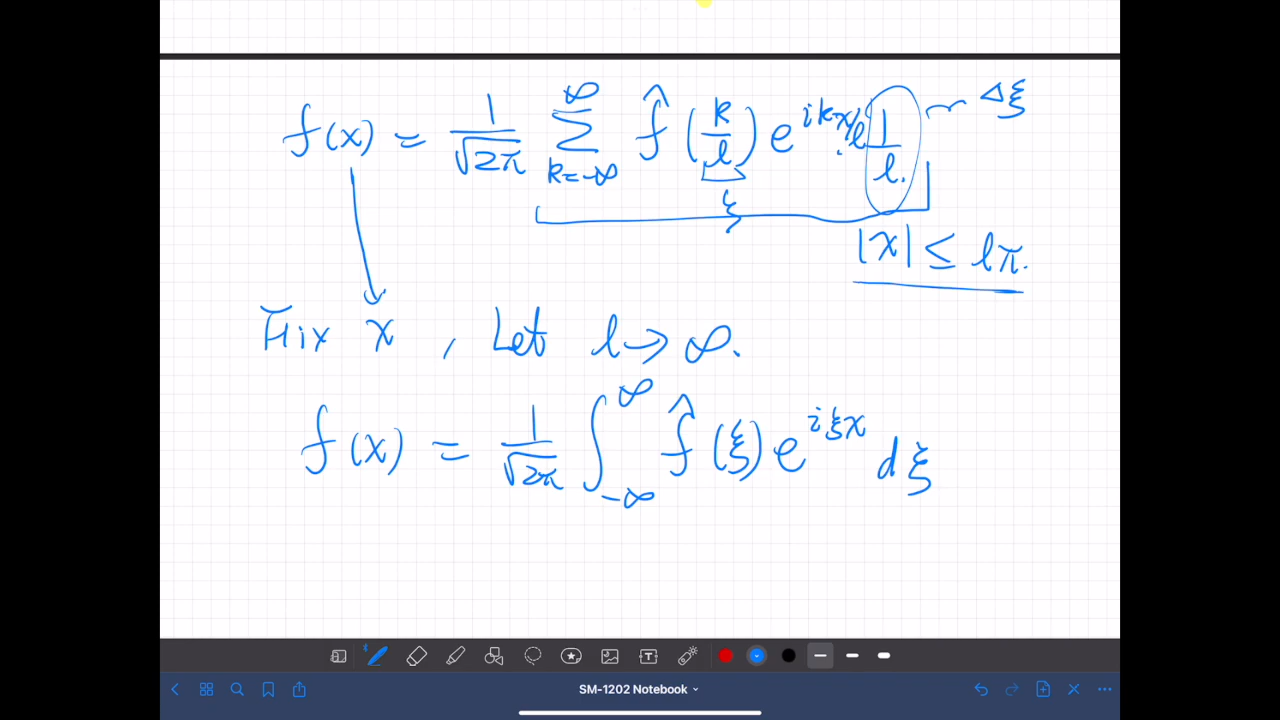 f(x) = 1/√2π ∑_{k=-∞}^{∞} f̂(k/l) e^{ikx/l} 1/l. Δξ
ξ
|x| ≤ lπ.
Fix x, Let l → ∞.
f(x) = 1/√2π ∫_{-∞}^{∞} f̂(ξ) e^{iξx} dξ
SM-1202 Notebook